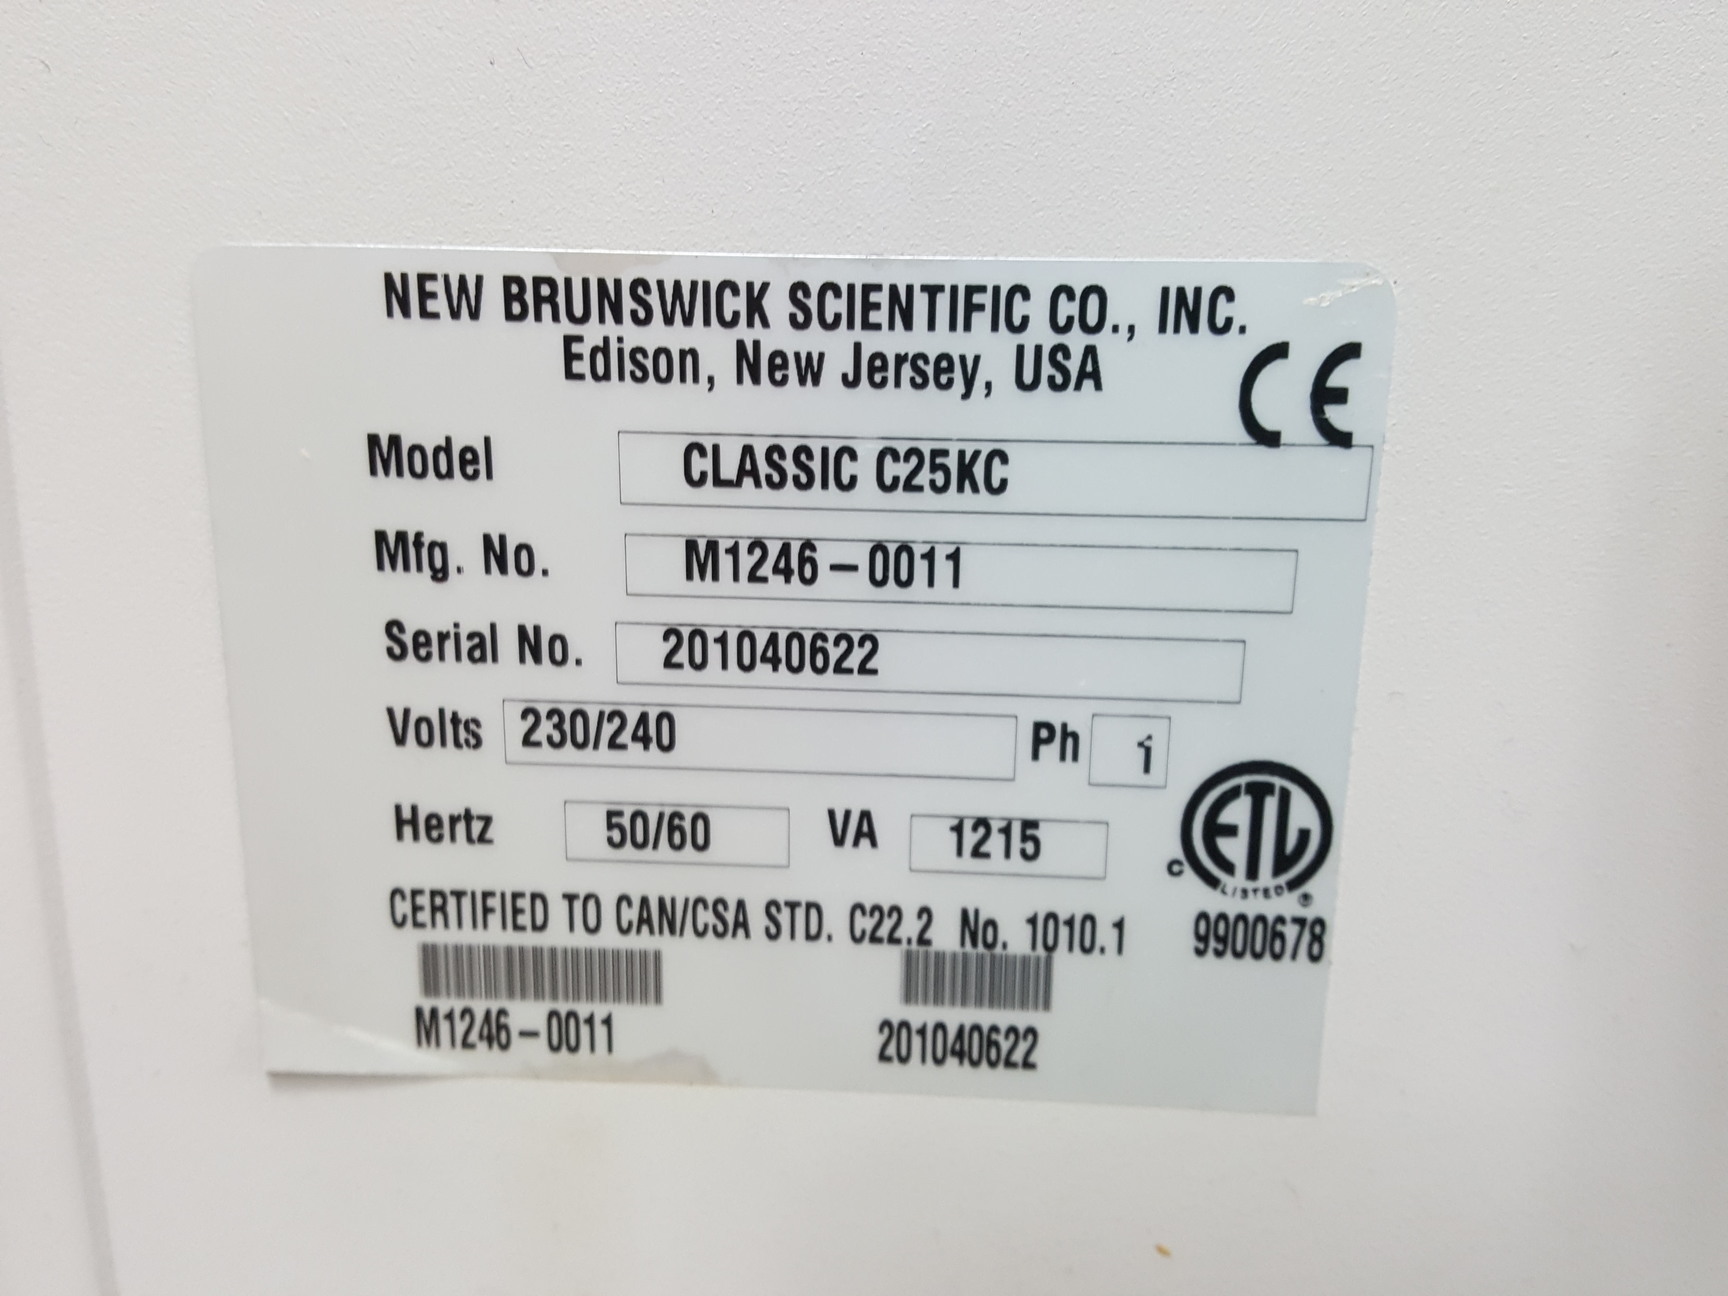 NEW BRUNSWICK SCIENTIFIC CO., INC.
Edison, New Jersey, USA
CE
Model CLASSIC C25KC
Mfg. No. M1246-0011
Serial No. 201040622
Volts 230/240 Ph 1
Hertz 50/60 VA 1215
C ETL LISTED ®
CERTIFIED TO CAN/CSA STD. C22.2 No. 1010.1 9900678
M1246-0011 201040622